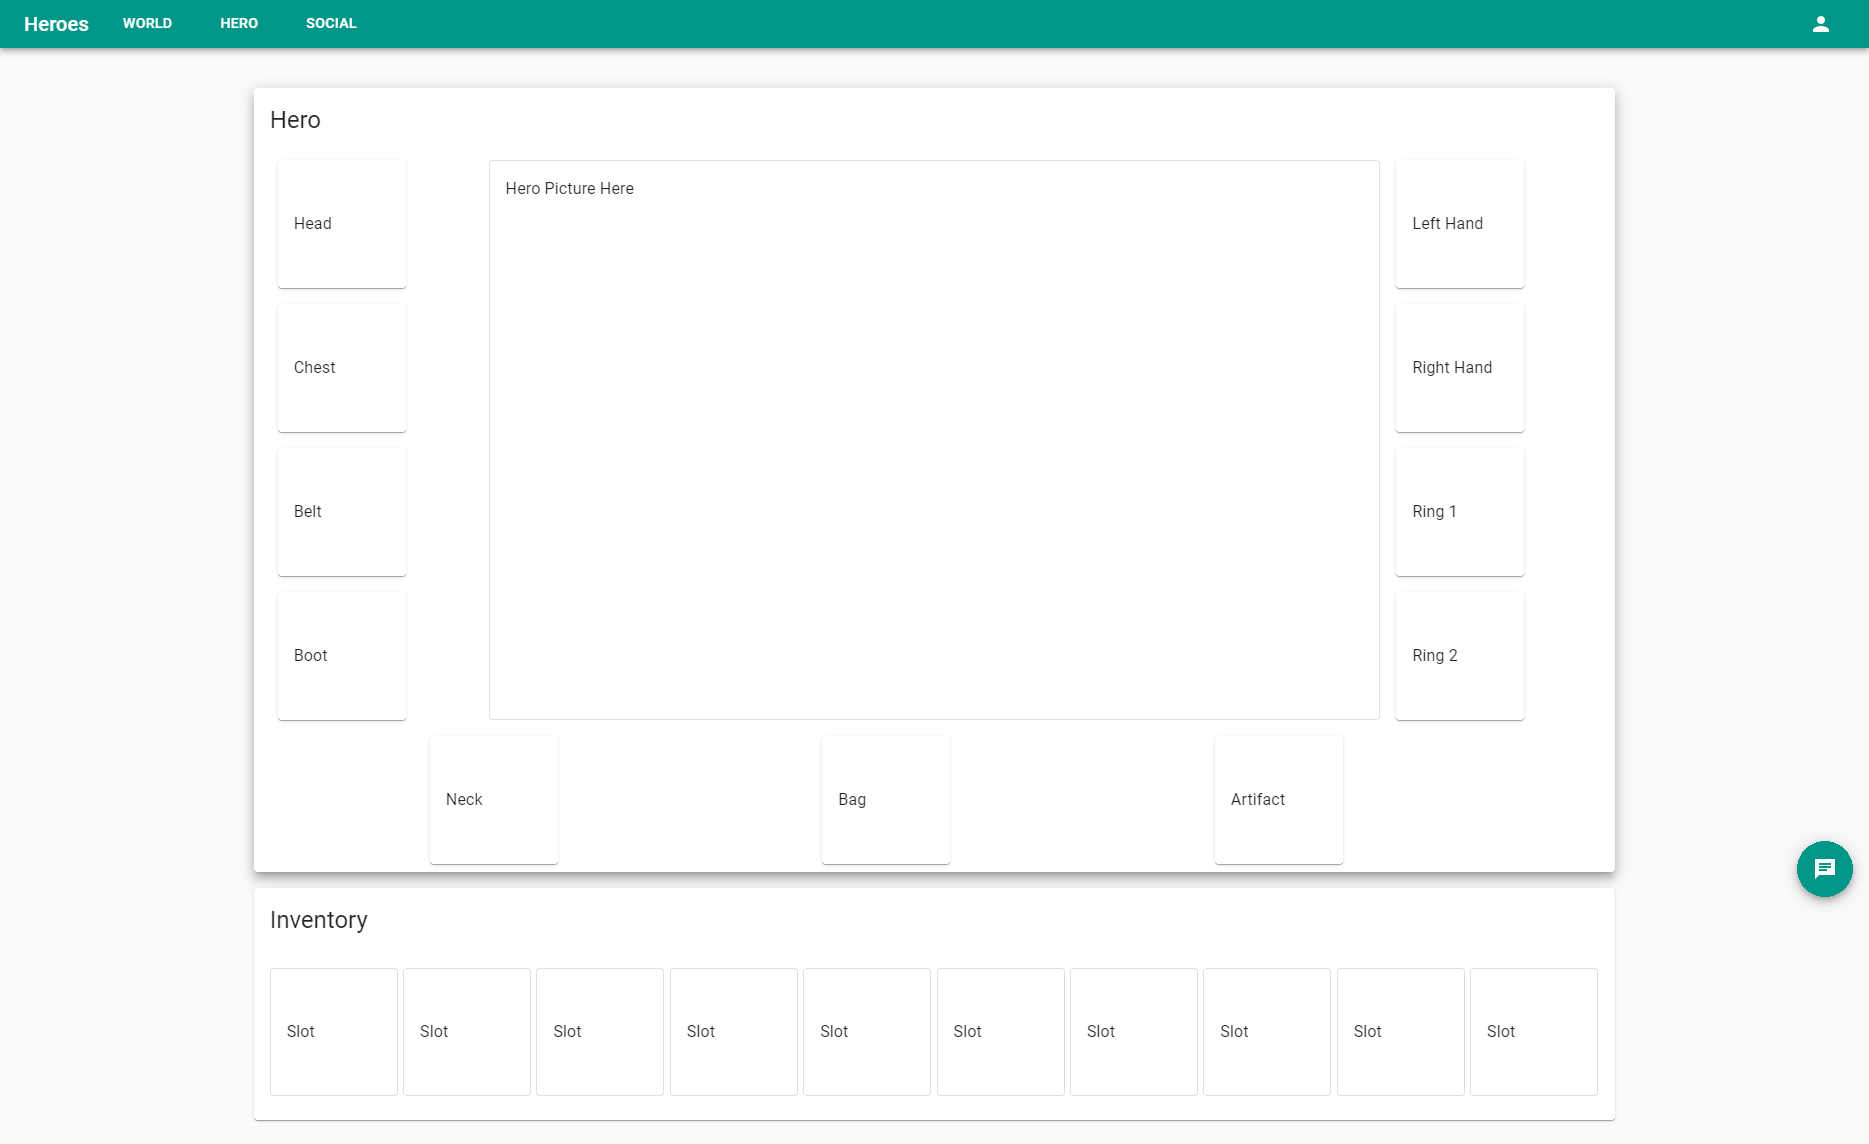 Heroes WORLD HERO SOCIAL
Hero
Head
Hero Picture Here
Left Hand
Chest
Right Hand
Belt
Ring 1
Boot
Ring 2
Neck Bag Artifact
Inventory
Slot Slot Slot Slot Slot Slot Slot Slot Slot Slot